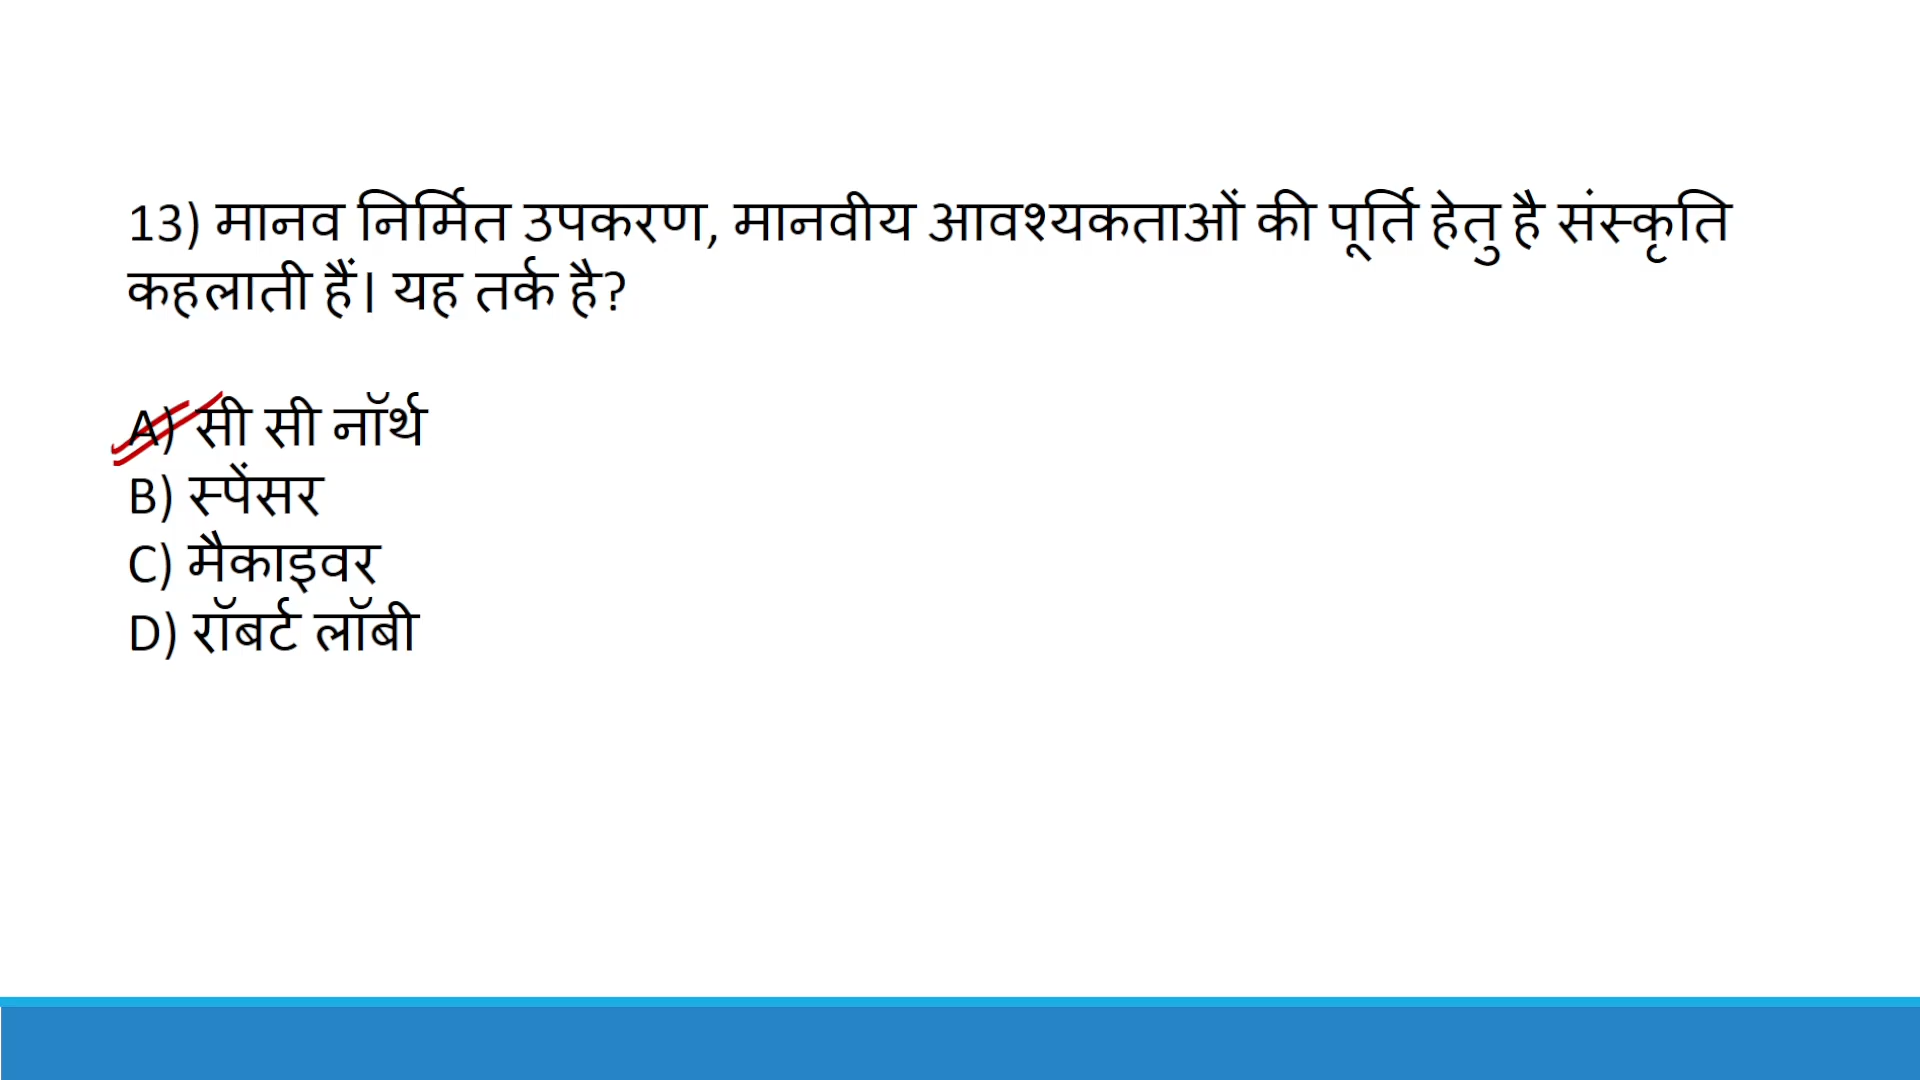 13) मानव निर्मित उपकरण, मानवीय आवश्यकताओं की पूर्ति हेतु है संस्कृति
कहलाती हैं। यह तर्क है?
A) सी सी नॉर्थ
B) स्पेंसर
C) मैकाइवर
D) रॉबर्ट लॉबी